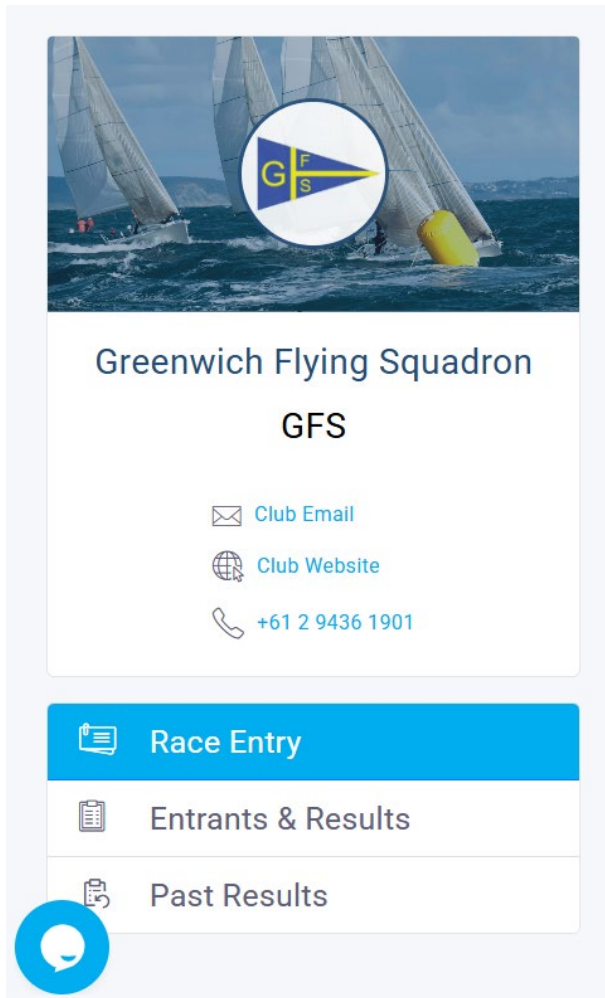 G F
S
Greenwich Flying Squadron
GFS
Club Email
Club Website
+61 2 9436 1901
Race Entry
Entrants & Results
Past Results